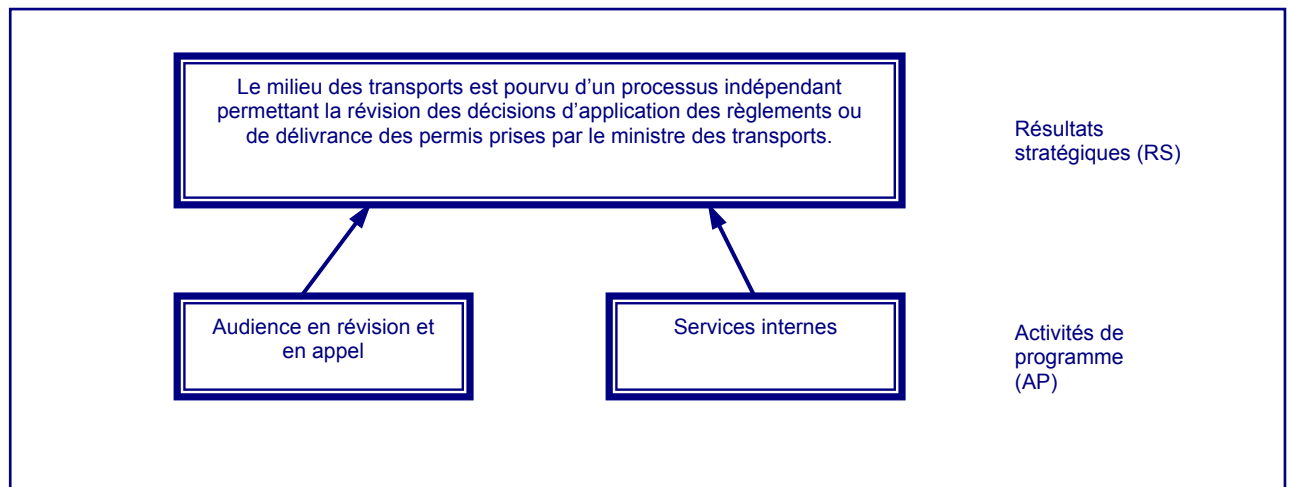 Le milieu des transports est pourvu d'un processus indépendant
permettant la révision des décisions d'application des règlements ou
de délivrance des permis prises par le ministre des transports.
Résultats
stratégiques (RS)
Audience en révision et
en appel
Services internes
Activités de
programme
(AP)